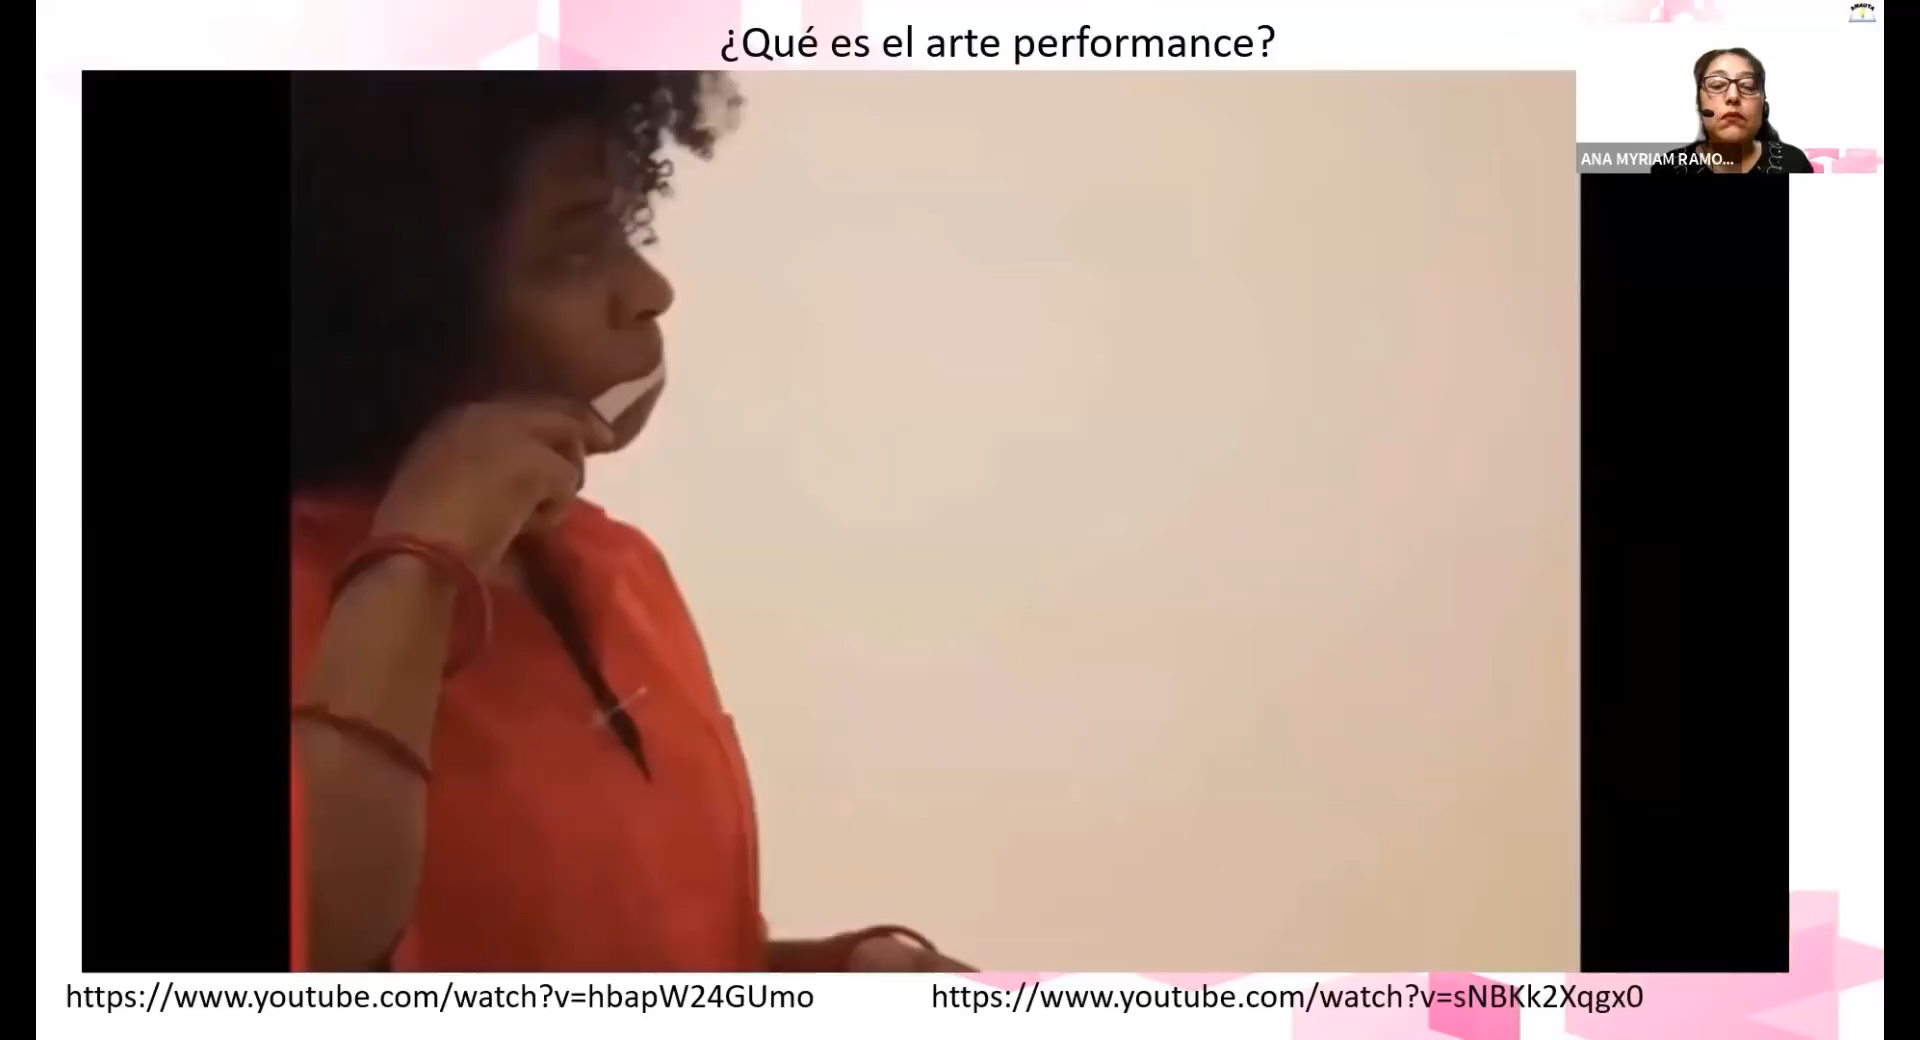 ¿Qué es el arte performance?
AMAUTA
ANA MYRIAM RAMO...
https://www.youtube.com/watch?v=hbapW24GUmo
https://www.youtube.com/watch?v=sNBKk2Xqgx0